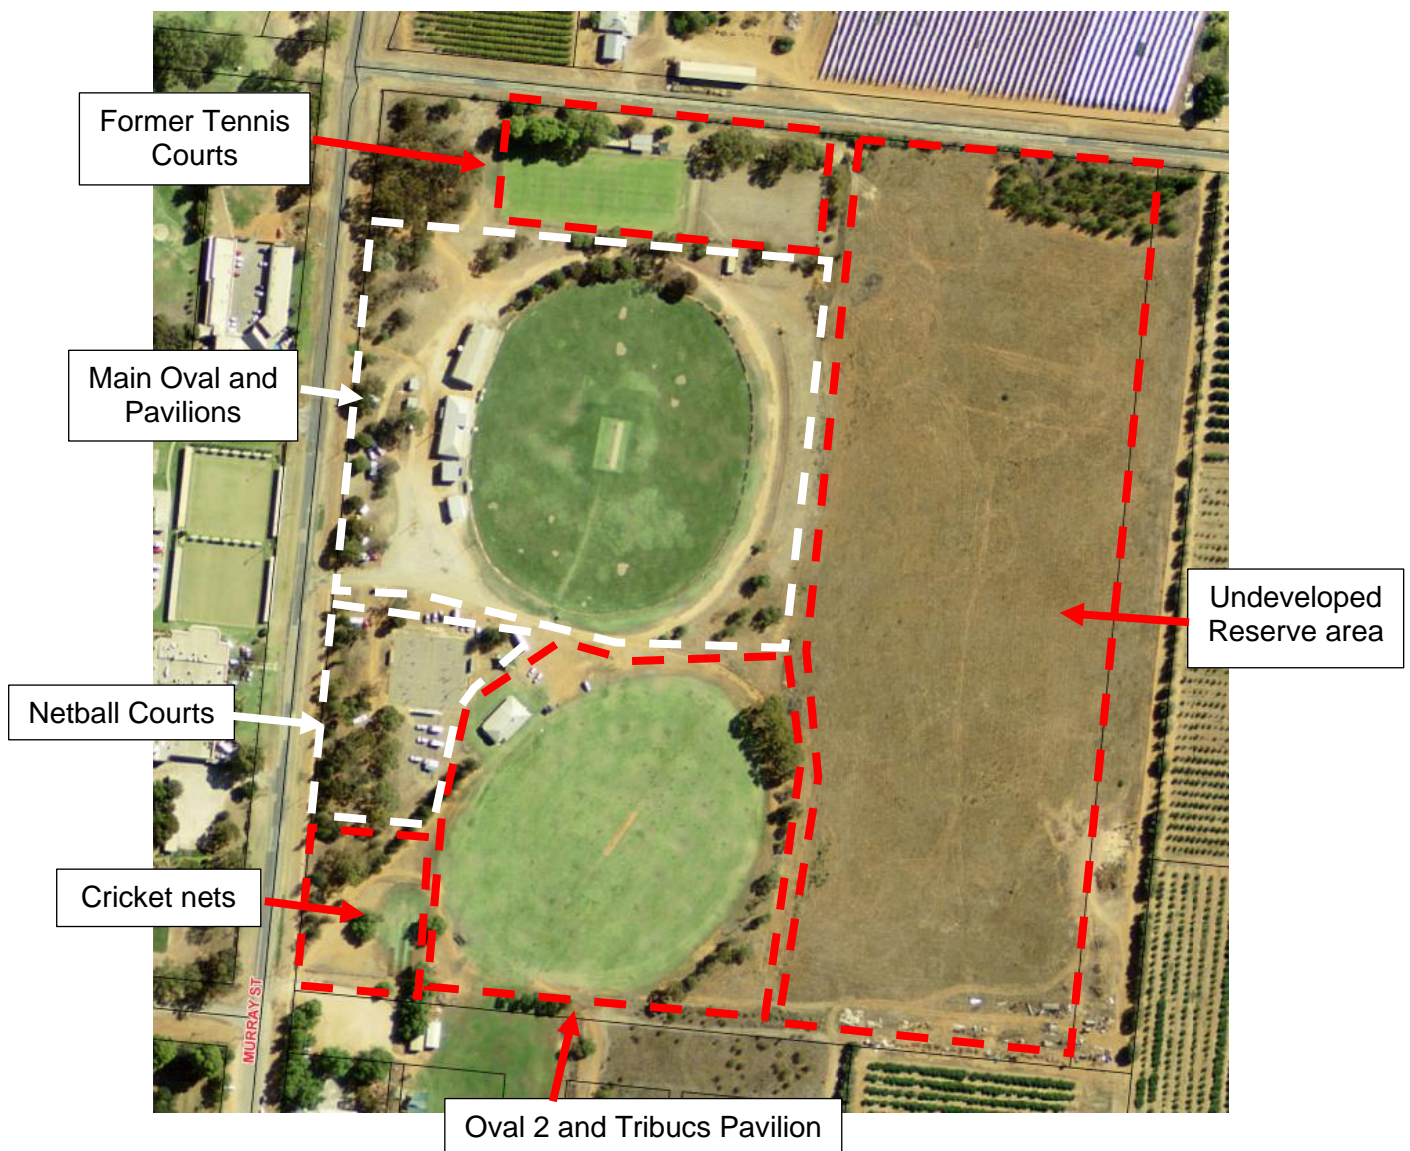 Former Tennis
Courts
Main Oval and
Pavilions
Undeveloped
Reserve area
Netball Courts
Cricket nets
MURRAY ST
Oval 2 and Tribucs Pavilion